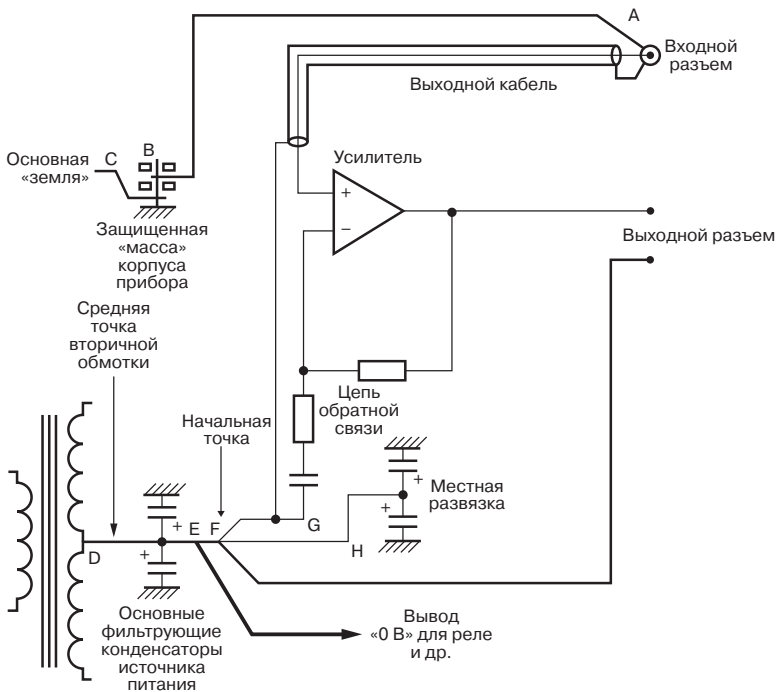 A
Входной
разъем
Выходной кабель
Основная
«земля»
C
B
Усилитель
+
−
Защищенная
«масса»
корпуса
прибора
Выходной разъем
Средняя
точка
вторичной
обмотки
Цепь
обратной
связи
Начальная
точка
Местная
развязка
+
+
+
+
D
E
F
G
H
Основные
фильтрующие
конденсаторы
источника
питания
Вывод
«0 В» для реле
и др.